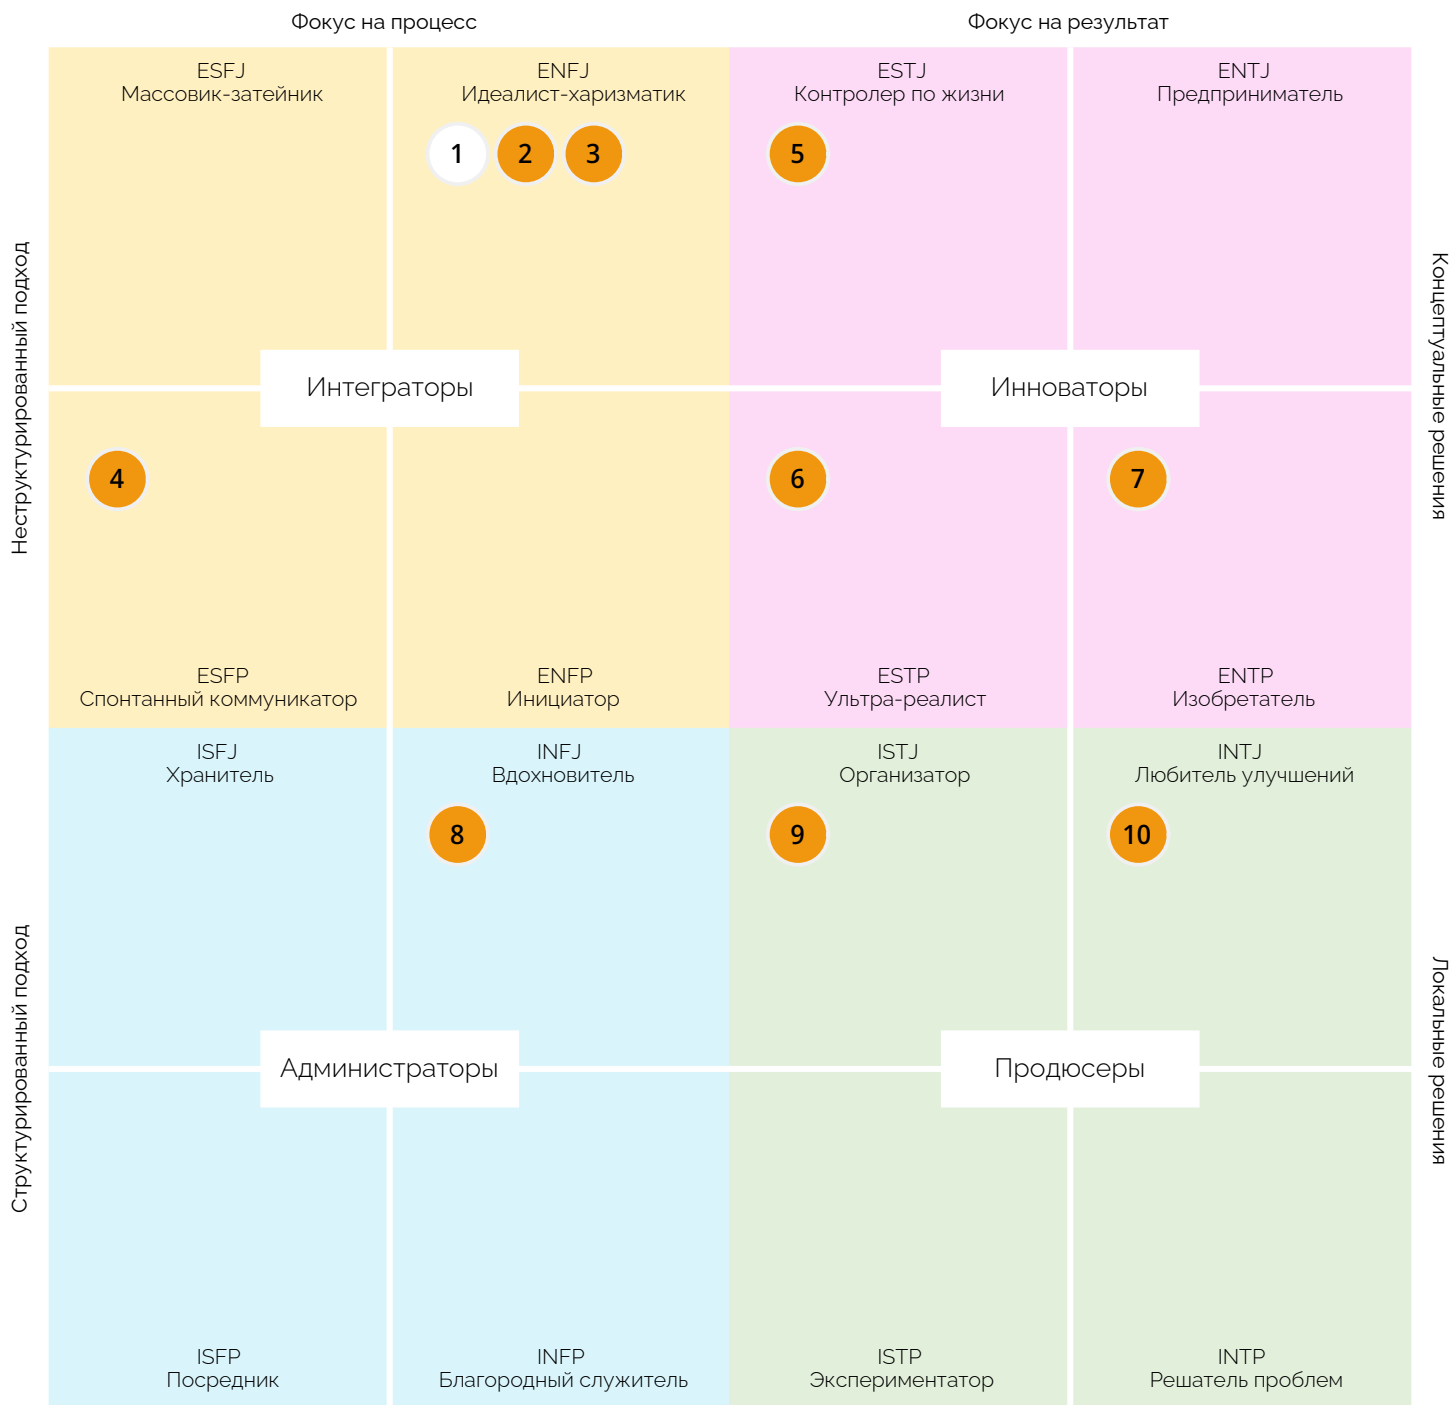 Фокус на процесс
Фокус на результат
ESFJ
Массовик-затейник
ENFJ
Идеалист-харизматик
ESTJ
Контролер по жизни
ENTJ
Предприниматель
1
2
3
5
Неструктурированный подход
Концептуальные решения
Интеграторы
Инноваторы
4
6
7
ESFP
Спонтанный коммуникатор
ENFP
Инициатор
ESTP
Ультра-реалист
ENTP
Изобретатель
ISFJ
Хранитель
INFJ
Вдохновитель
ISTJ
Организатор
INTJ
Любитель улучшений
8
9
10
Структурированный подход
Локальные решения
Администраторы
Продюсеры
ISFP
Посредник
INFP
Благородный служитель
ISTP
Экспериментатор
INTP
Решатель проблем